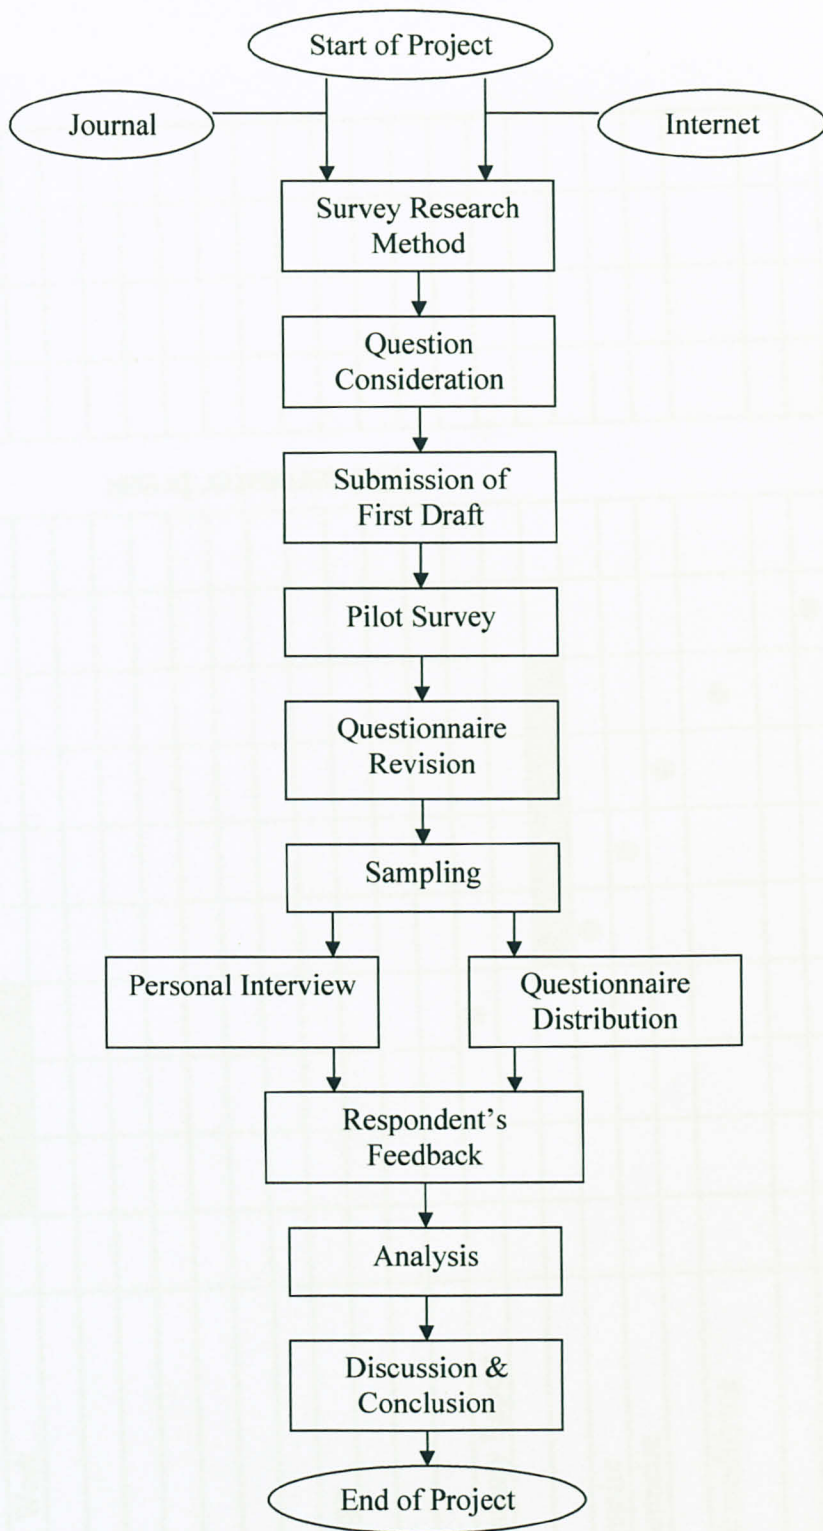 Start of Project
Journal
Internet
Survey Research
Method
Question
Consideration
Submission of
First Draft
Pilot Survey
Questionnaire
Revision
Sampling
Personal Interview
Questionnaire
Distribution
Respondent's
Feedback
Analysis
Discussion &
Conclusion
End of Project